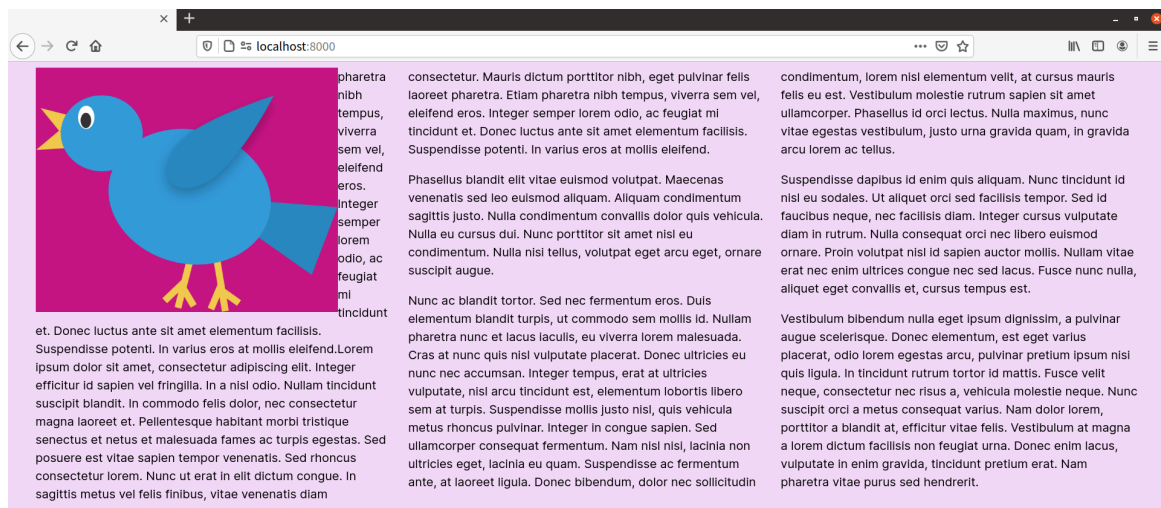 localhost:8000
pharetra
nibh
tempus,
viverra
sem vel,
eleifend
eros.
Integer
semper
lorem
odio, ac
feugiat
mi
tincidunt
et. Donec luctus ante sit amet elementum facilisis.
Suspendisse potenti. In varius eros at mollis eleifend.Lorem
ipsum dolor sit amet, consectetur adipiscing elit. Integer
efficitur id sapien vel fringilla. In a nisl odio. Nullam tincidunt
suscipit blandit. In commodo felis dolor, nec consectetur
magna laoreet et. Pellentesque habitant morbi tristique
senectus et netus et malesuada fames ac turpis egestas. Sed
posuere est vitae sapien tempor venenatis. Sed rhoncus
consectetur lorem. Nunc ut erat in elit dictum congue. In
sagittis metus vel felis finibus, vitae venenatis diam
consectetur. Mauris dictum porttitor nibh, eget pulvinar felis
laoreet pharetra. Etiam pharetra nibh tempus, viverra sem vel,
eleifend eros. Integer semper lorem odio, ac feugiat mi
tincidunt et. Donec luctus ante sit amet elementum facilisis.
Suspendisse potenti. In varius eros at mollis eleifend.
Phasellus blandit elit vitae euismod volutpat. Maecenas
venenatis sed leo euismod aliquam. Aliquam condimentum
sagittis justo. Nulla condimentum convallis dolor quis vehicula.
Nulla eu cursus dui. Nunc porttitor sit amet nisl eu
condimentum. Nulla nisi tellus, volutpat eget arcu eget, ornare
suscipit augue.
Nunc ac blandit tortor. Sed nec fermentum eros. Duis
elementum blandit turpis, ut commodo sem mollis id. Nullam
pharetra nunc et lacus iaculis, eu viverra lorem malesuada.
Cras at nunc quis nisl vulputate placerat. Donec ultricies eu
nunc nec accumsan. Integer tempus, erat at ultricies
vulputate, nisl arcu tincidunt est, elementum lobortis libero
sem at turpis. Suspendisse mollis justo nisl, quis vehicula
metus rhoncus pulvinar. Integer in congue sapien. Sed
ullamcorper consequat fermentum. Nam nisl nisi, lacinia non
ultricies eget, lacinia eu quam. Suspendisse ac fermentum
ante, at laoreet ligula. Donec bibendum, dolor nec sollicitudin
condimentum, lorem nisl elementum velit, at cursus mauris
felis eu est. Vestibulum molestie rutrum sapien sit amet
ullamcorper. Phasellus id orci lectus. Nulla maximus, nunc
vitae egestas vestibulum, justo urna gravida quam, in gravida
arcu lorem ac tellus.
Suspendisse dapibus id enim quis aliquam. Nunc tincidunt id
nisl eu sodales. Ut aliquet orci sed facilisis tempor. Sed id
faucibus neque, nec facilisis diam. Integer cursus vulputate
diam in rutrum. Nulla consequat orci nec libero euismod
ornare. Proin volutpat nisl id sapien auctor mollis. Nullam vitae
erat nec enim ultrices congue nec sed lacus. Fusce nunc nulla,
aliquet eget convallis et, cursus tempus est.
Vestibulum bibendum nulla eget ipsum dignissim, a pulvinar
augue scelerisque. Donec elementum, est eget varius
placerat, odio lorem egestas arcu, pulvinar pretium ipsum nisi
quis ligula. In tincidunt rutrum tortor id mattis. Fusce velit
neque, consectetur nec risus a, vehicula molestie neque. Nunc
suscipit orci a metus consequat varius. Nam dolor lorem,
porttitor a blandit at, efficitur vitae felis. Vestibulum at magna
a lorem dictum facilisis non feugiat urna. Donec enim lacus,
vulputate in enim gravida, tincidunt pretium erat. Nam
pharetra vitae purus sed hendrerit.